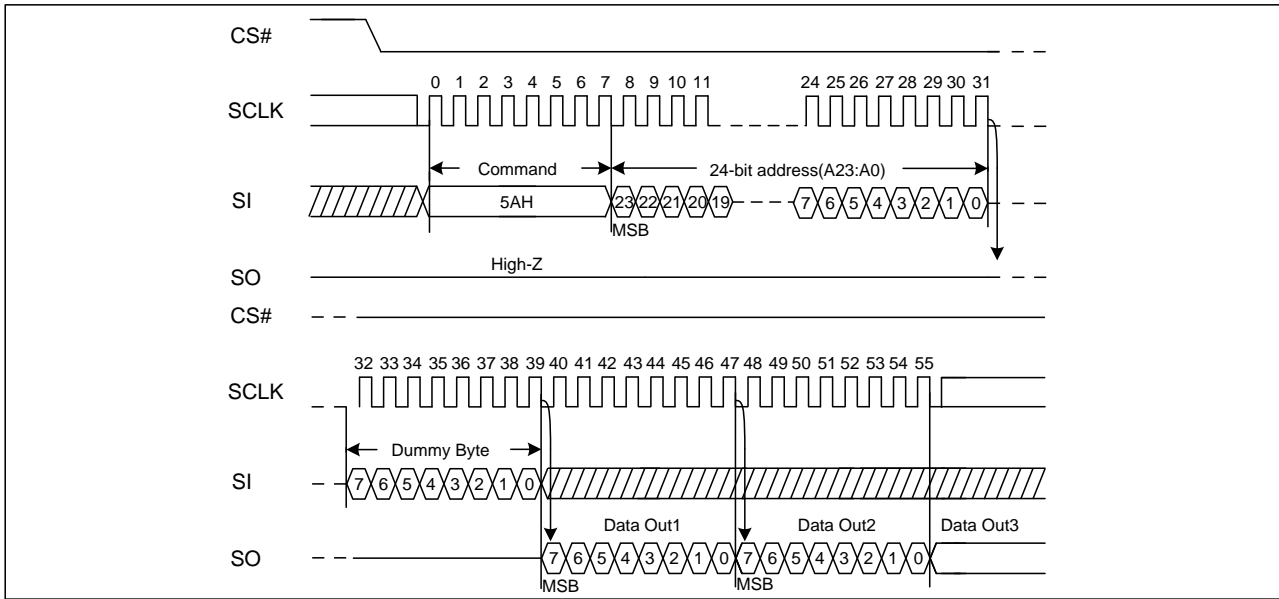 CS#
0 1 2 3 4 5 6 7 8 9 10 11 24 25 26 27 28 29 30 31
SCLK
Command 24-bit address(A23:A0)
SI 5AH 23 22 21 20 19 7 6 5 4 3 2 1 0
MSB
High-Z
SO
CS#
32 33 34 35 36 37 38 39 40 41 42 43 44 45 46 47 48 49 50 51 52 53 54 55
SCLK
Dummy Byte
SI 7 6 5 4 3 2 1 0
Data Out1 Data Out2 Data Out3
SO 7 6 5 4 3 2 1 0 7 6 5 4 3 2 1 0
MSB MSB